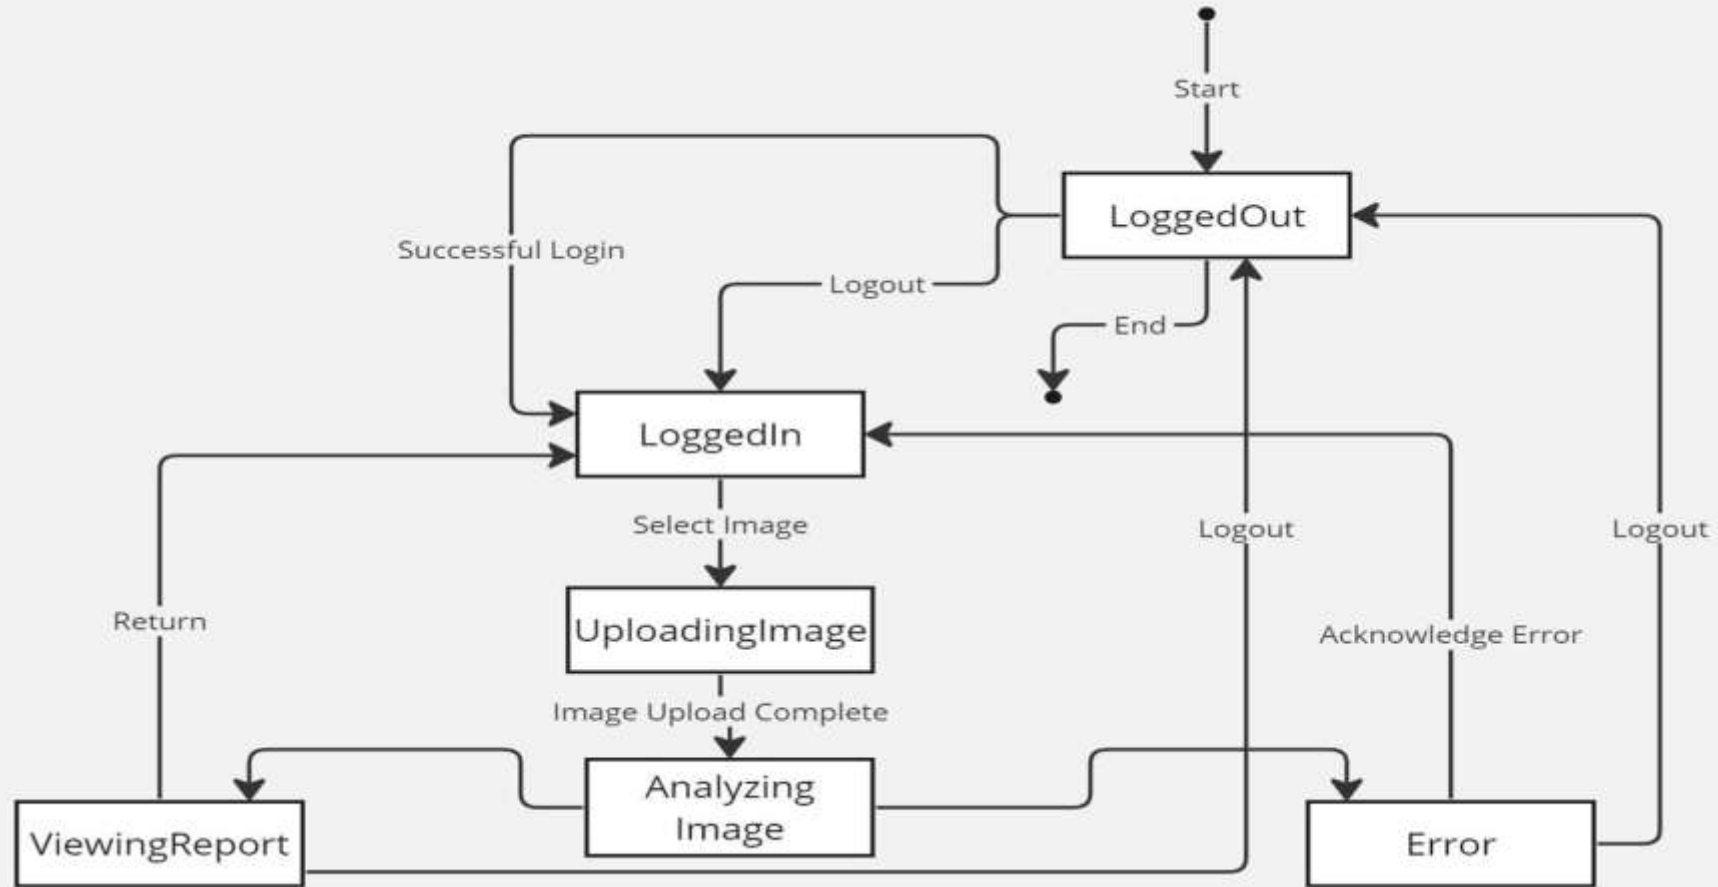 Start
LoggedOut
Successful Login
Logout
End
LoggedIn
Select Image
Logout
Logout
Return
UploadingImage
Acknowledge Error
Image Upload Complete
Analyzing
Image
ViewingReport
Error